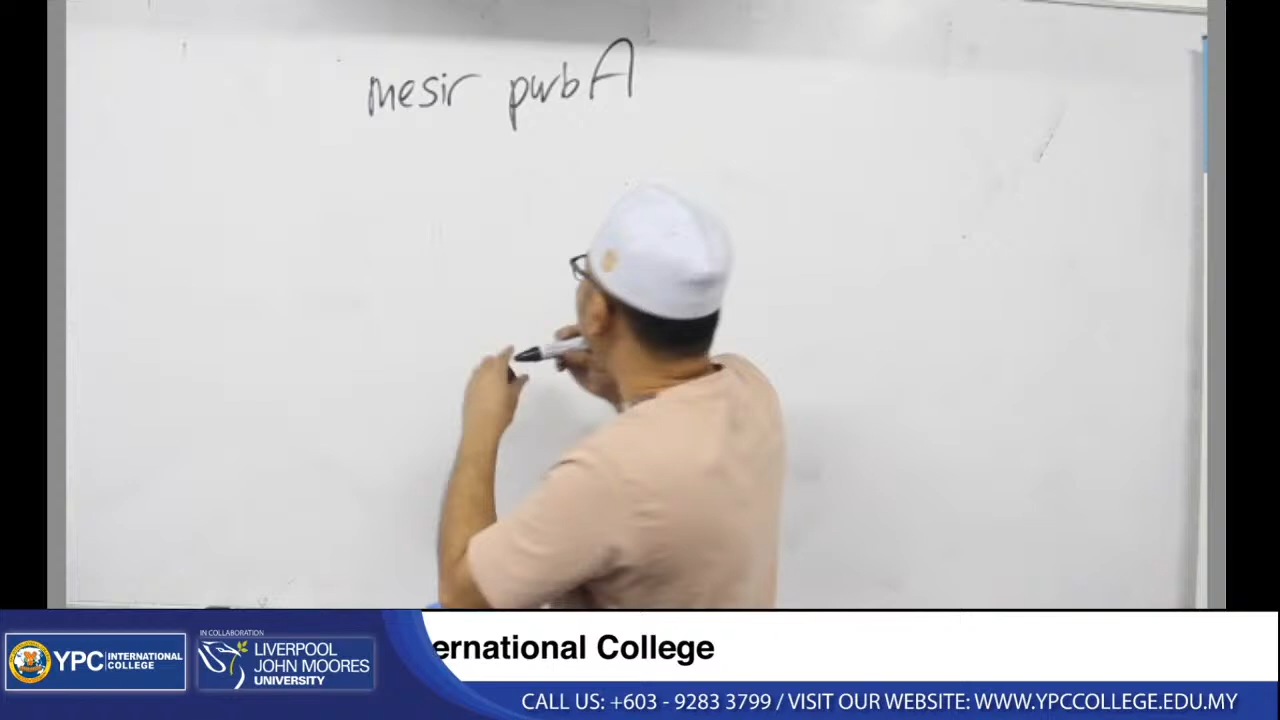 mesir purbA
YPC INTERNATIONAL COLLEGE
IN COLLABORATION
LIVERPOOL
JOHN MOORES
UNIVERSITY
ernational College
CALL US: +603 - 9283 3799 / VISIT OUR WEBSITE: WWW.YPCCOLLEGE.EDU.MY